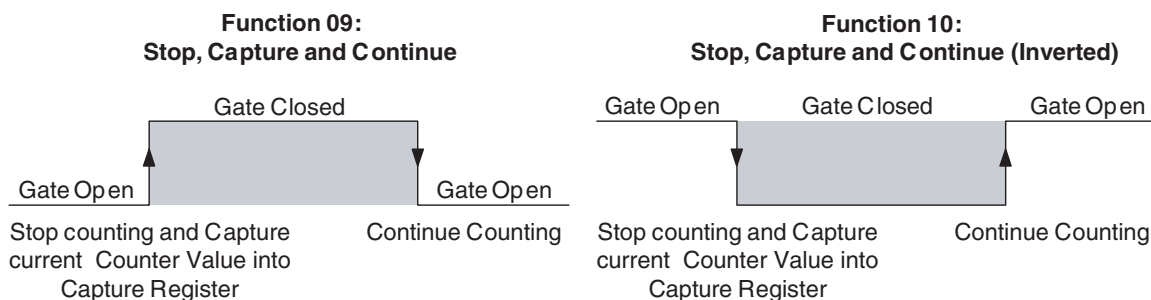 Function 09:
Stop, Capture and Continue
Gate Closed
Gate Open
Gate Open
Stop counting and Capture
current Counter Value into
Capture Register
Continue Counting
Function 10:
Stop, Capture and Continue (Inverted)
Gate Open
Gate Closed
Gate Open
Stop counting and Capture
current Counter Value into
Capture Register
Continue Counting